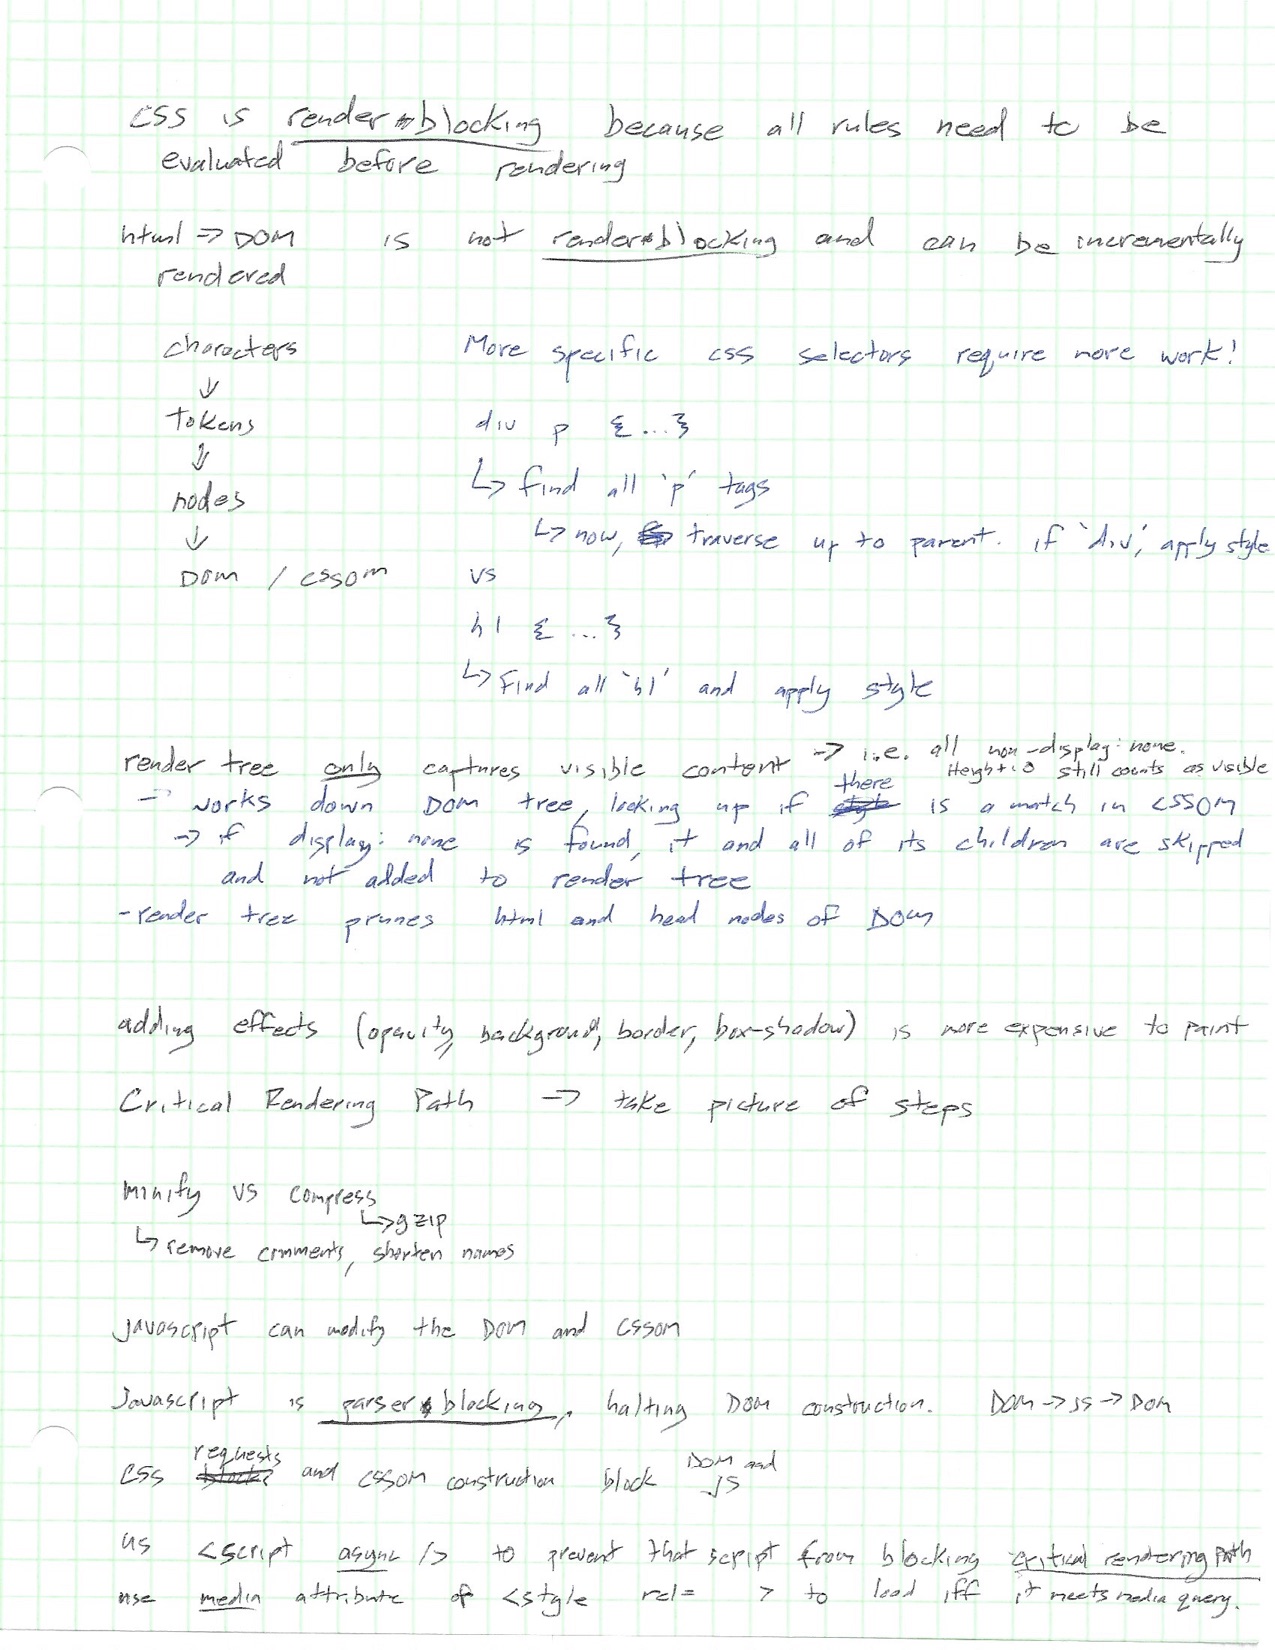 CSS is render-blocking because all rules need to be
evaluated before rendering
html => DOM is not render-blocking and can be incrementally
rendered
characters
↓
Tokens
↓
nodes
↓
DOM / CSSOM
More specific css selectors require more work!
div p {...}
↳ find all 'p' tags
↳ now, traverse up to parent. if 'div', apply style
vs
h1 {...}
↳ find all 'h1' and apply style
render tree only captures visible content → i.e. all non-display: none.
Height: 0 still counts as visible
- works down DOM tree, looking up if there is a match in CSSOM
→ if display: none is found, it and all of its children are skipped
and not added to render tree
- render tree prunes html and head nodes of DOM
adding effects (opacity, background, border, box-shadow) is more expensive to paint
Critical Rendering Path → take picture of steps
minify vs compress
↳ gzip
↳ remove comments, shorten names
javascript can modify the DOM and CSSOM
Javascript is parser blocking, halting DOM construction. DOM → JS → DOM
CSS requests and CSSOM construction block DOM and JS
us <script async /> to prevent that script from blocking critical rendering path
use media attribute of <style rel= > to load iff it meets media query.